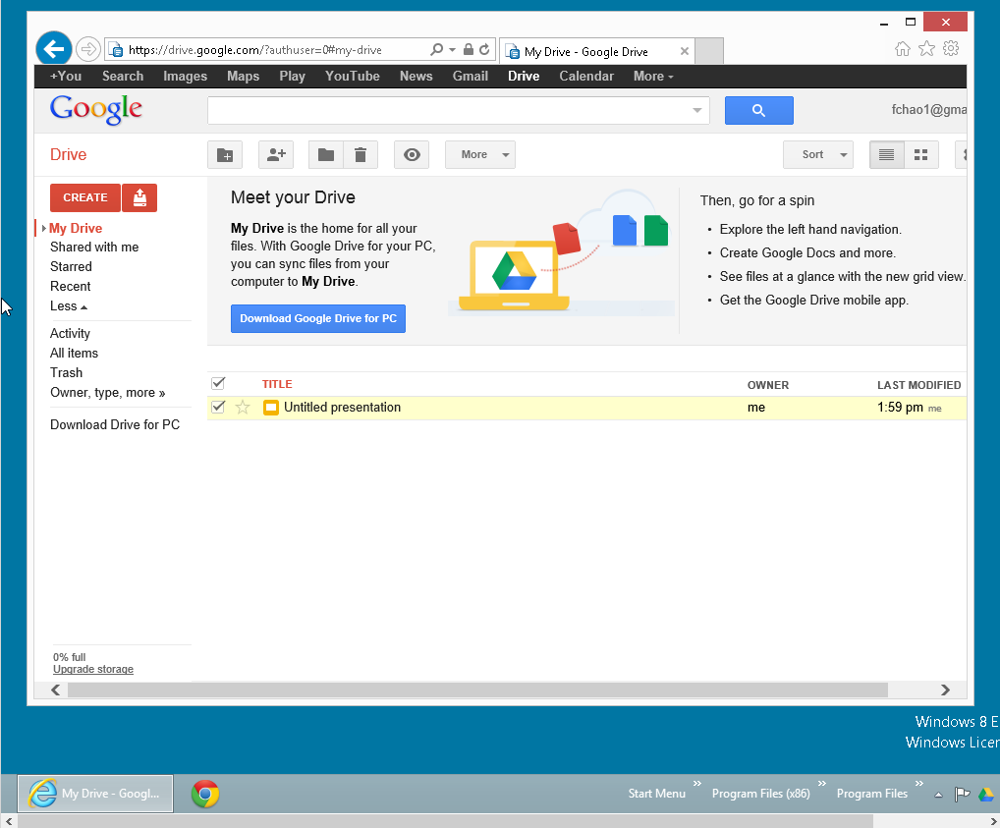 https://drive.google.com/?authuser=0#my-drive
My Drive - Google Drive
+You Search Images Maps Play YouTube News Gmail Drive Calendar More
Google
fchao1@gma
Drive
More
Sort
CREATE
My Drive
Shared with me
Starred
Recent
Less
Activity
All items
Trash
Owner, type, more »
Download Drive for PC
Meet your Drive
My Drive is the home for all your
files. With Google Drive for your PC,
you can sync files from your
computer to My Drive.
Download Google Drive for PC
Then, go for a spin
• Explore the left hand navigation.
• Create Google Docs and more.
• See files at a glance with the new grid view.
• Get the Google Drive mobile app.
TITLE OWNER LAST MODIFIED
Untitled presentation me 1:59 pm me
0% full
Upgrade storage
Windows 8 E
Windows Licen
My Drive - Googl...
Start Menu » Program Files (x86) » Program Files »